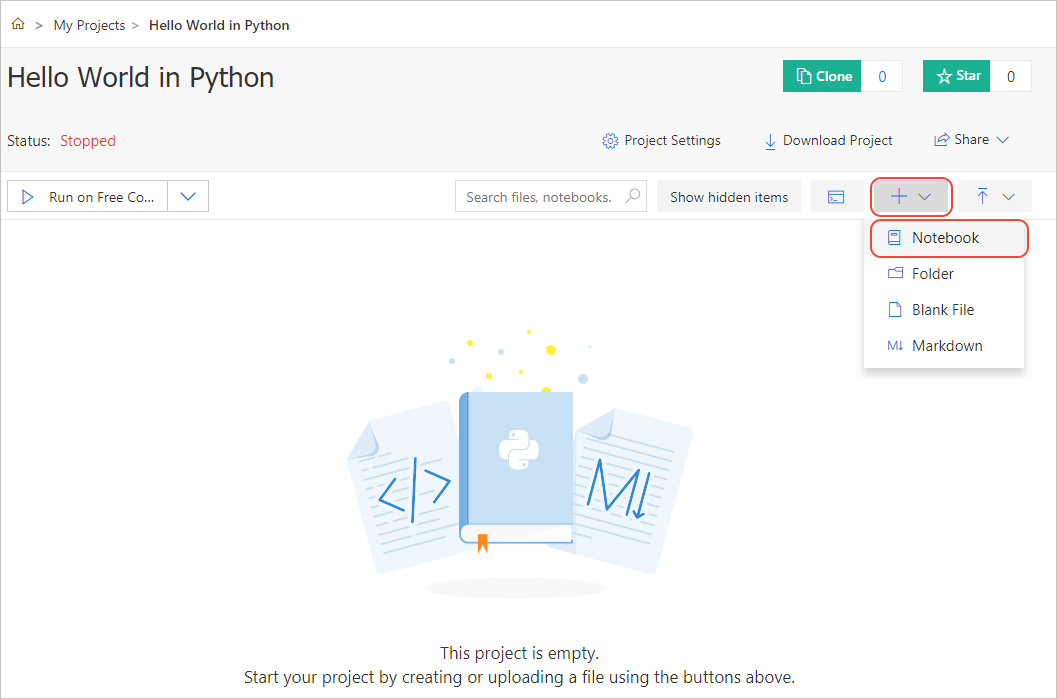 > My Projects > Hello World in Python
Hello World in Python
Clone 0 Star 0
Status: Stopped
Project Settings Download Project Share
Run on Free Co...
Search files, notebooks.
Show hidden items
Notebook
Folder
Blank File
M↓ Markdown
</>
M↓
This project is empty.
Start your project by creating or uploading a file using the buttons above.